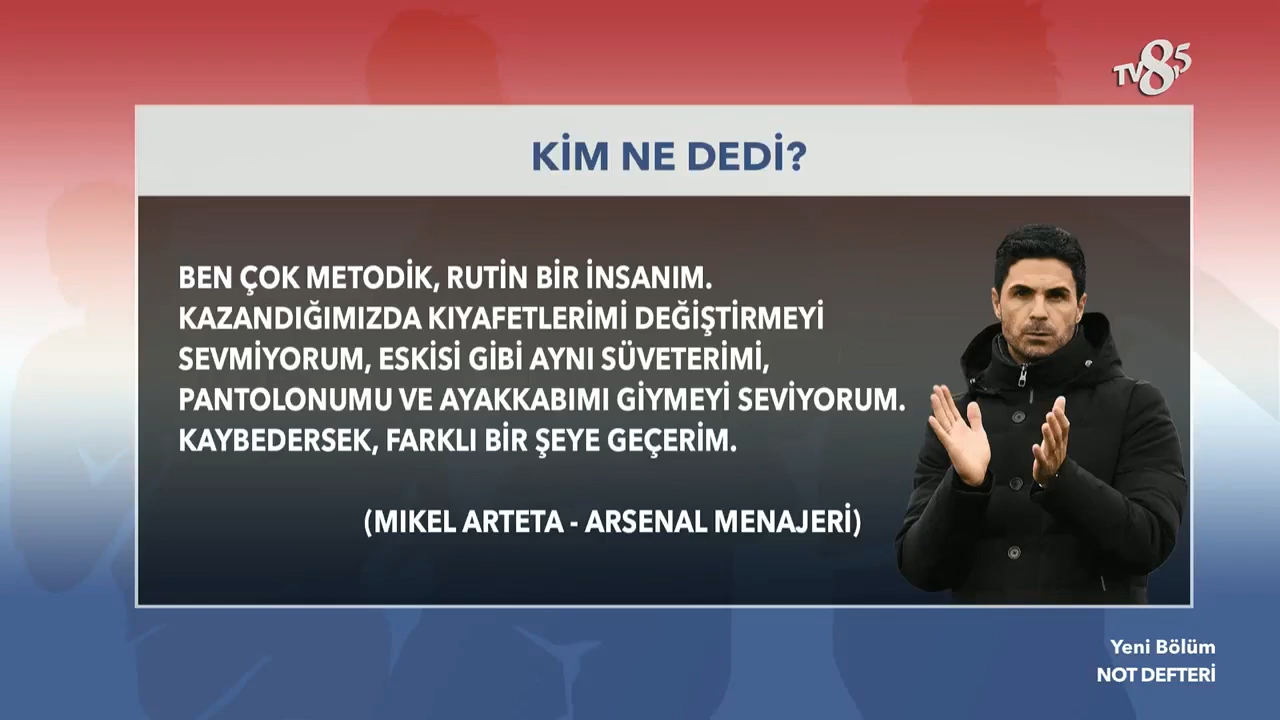 TV8,5
KİM NE DEDİ?
BEN ÇOK METODİK, RUTİN BİR İNSANIM.
KAZANDIĞIMIZDA KIYAFETLERİMİ DEĞİŞTİRMEYİ
SEVMİYORUM, ESKİSİ GİBİ AYNI SÜVETERİMİ,
PANTOLONUMU VE AYAKKABIMI GİYMEYİ SEVİYORUM.
KAYBEDERSEK, FARKLI BİR ŞEYE GEÇERİM.
(MIKEL ARTETA - ARSENAL MENAJERİ)
Yeni Bölüm
NOT DEFTERİ